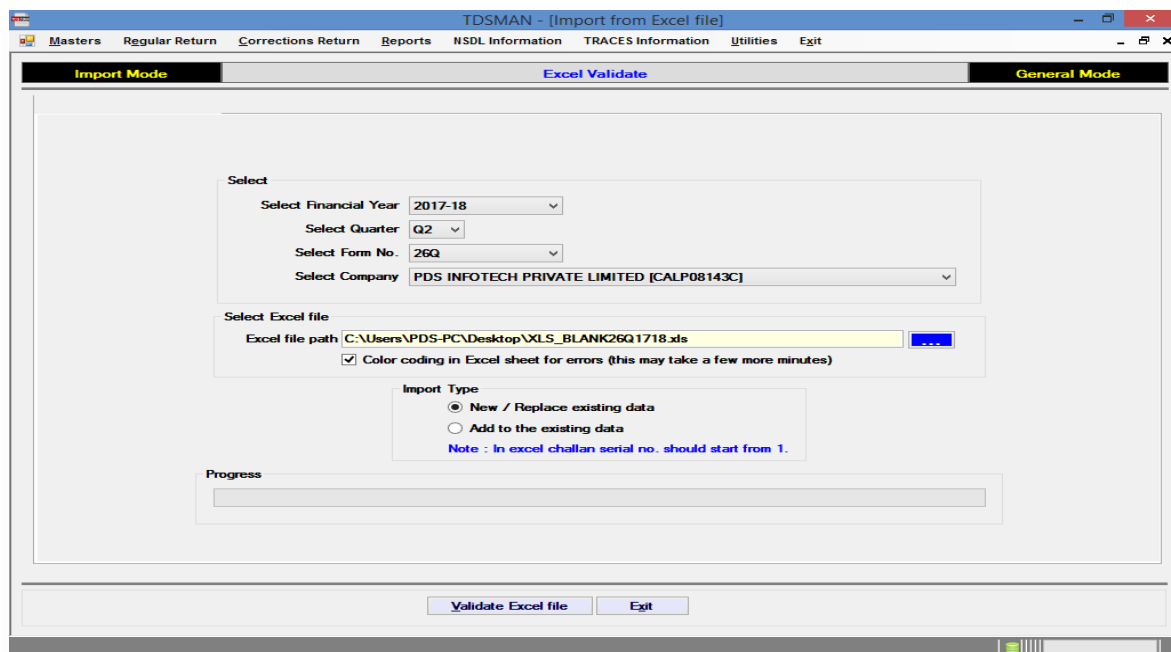 TDSMAN - [Import from Excel file]
Masters Regular Return Corrections Return Reports NSDL Information TRACES Information Utilities Exit
Import Mode Excel Validate General Mode
Select
Select Financial Year 2017-18
Select Quarter Q2
Select Form No. 26Q
Select Company PDS INFOTECH PRIVATE LIMITED [CALP08143C]
Select Excel file
Excel file path C:\Users\PDS-PC\Desktop\XLS_BLANK26Q1718.xls ...
Color coding in Excel sheet for errors (this may take a few more minutes)
Import Type
New / Replace existing data
Add to the existing data
Note : In excel challan serial no. should start from 1.
Progress
Validate Excel file Exit